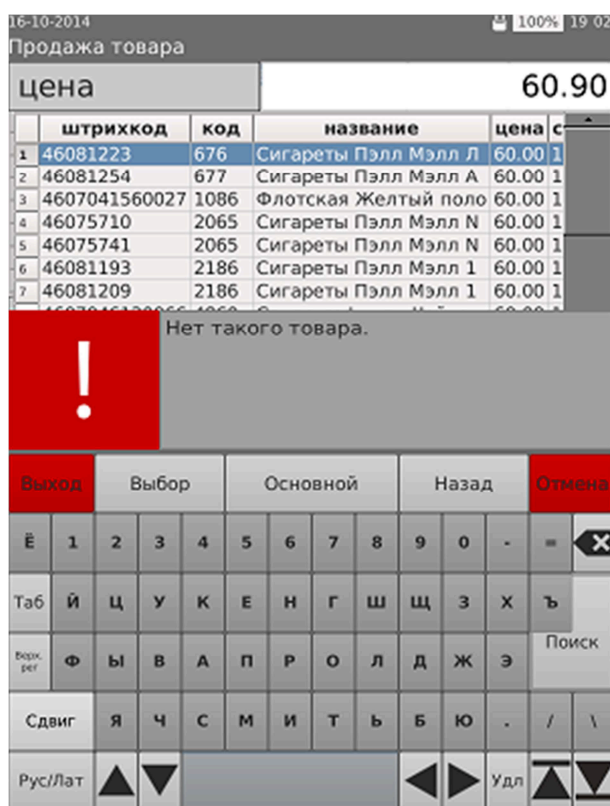 16-10-2014 100% 19 02
Продажа товара
цена 60.90
штрихкод код название цена с
1 46081223 676 Сигареты Пэлл Мэлл Л 60.00 1
2 46081254 677 Сигареты Пэлл Мэлл А 60.00 1
3 4607041560027 1086 Флотская Желтый поло 60.00 1
4 46075710 2065 Сигареты Пэлл Мэлл N 60.00 1
5 46075741 2065 Сигареты Пэлл Мэлл N 60.00 1
6 46081193 2186 Сигареты Пэлл Мэлл 1 60.00 1
7 46081209 2186 Сигареты Пэлл Мэлл 1 60.00 1
! Нет такого товара.
Выход Выбор Основной Назад Отмена
Ё 1 2 3 4 5 6 7 8 9 0 - =
Таб Й Ц У К Е Н Г Ш Щ З Х Ъ
Поиск
Верх. рег Ф Ы В А П Р О Л Д Ж Э
Сдвиг Я Ч С М И Т Ь Б Ю . / \
Рус/Лат Удл